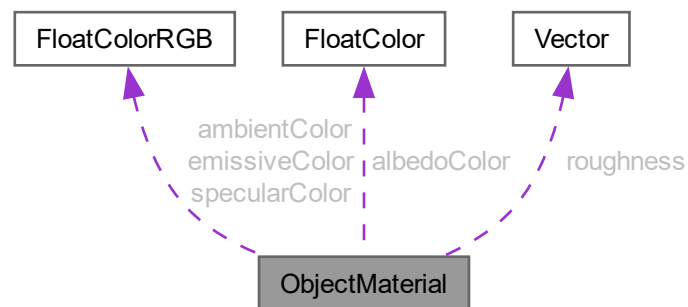 FloatColorRGB
FloatColor
Vector
ambientColor
emissiveColor
specularColor
albedoColor
roughness
ObjectMaterial